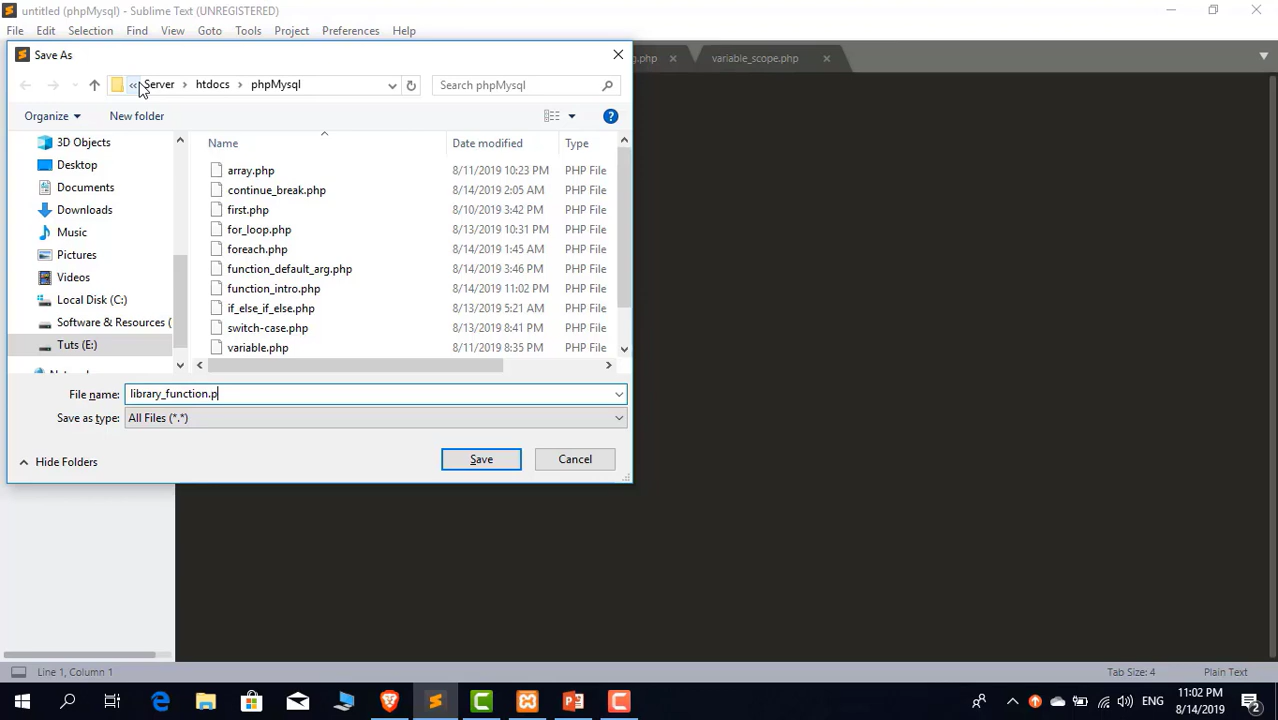 untitled (phpMysql) - Sublime Text (UNREGISTERED)
File Edit Selection Find View Goto Tools Project Preferences Help
Save As
g.php
variable_scope.php
« Server › htdocs › phpMysql
Search phpMysql
Organize
New folder
3D Objects
Desktop
Documents
Downloads
Music
Pictures
Videos
Local Disk (C:)
Software & Resources (
Tuts (E:)
Name Date modified Type
array.php 8/11/2019 10:23 PM PHP File
continue_break.php 8/14/2019 2:05 AM PHP File
first.php 8/10/2019 3:42 PM PHP File
for_loop.php 8/13/2019 10:31 PM PHP File
foreach.php 8/14/2019 1:45 AM PHP File
function_default_arg.php 8/14/2019 3:46 PM PHP File
function_intro.php 8/14/2019 11:02 PM PHP File
if_else_if_else.php 8/13/2019 5:21 AM PHP File
switch-case.php 8/13/2019 8:41 PM PHP File
variable.php 8/11/2019 8:35 PM PHP File
File name: library_function.p
Save as type: All Files (*.*)
Hide Folders
Save
Cancel
Line 1, Column 1
Tab Size: 4
Plain Text
ENG
11:02 PM
8/14/2019
2